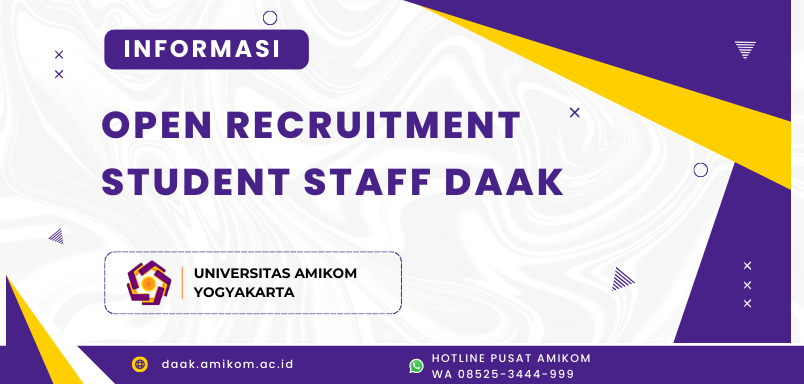 INFORMASI
OPEN RECRUITMENT
STUDENT STAFF DAAK
UNIVERSITAS AMIKOM
YOGYAKARTA
daak.amikom.ac.id
HOTLINE PUSAT AMIKOM
WA 08525-3444-999